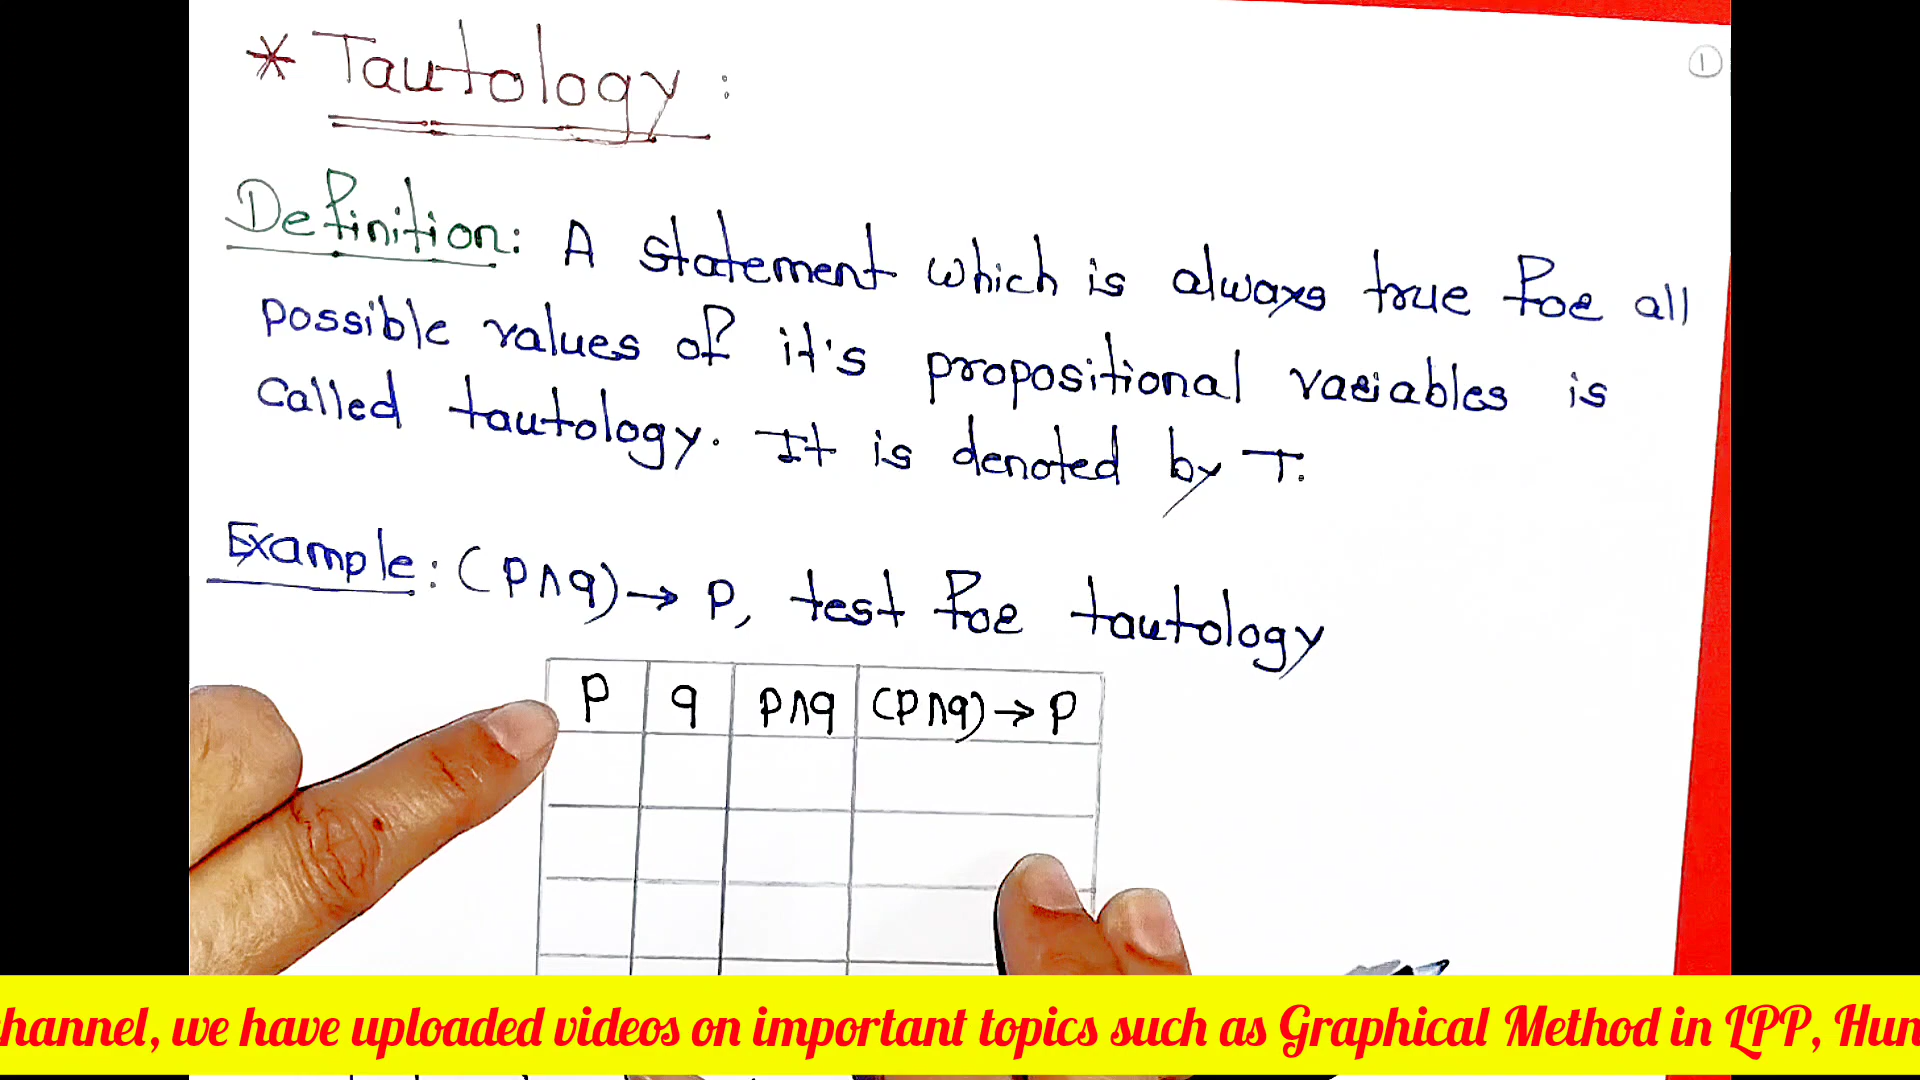 * Tautology :
1
Definition: A statement which is always true for all
possible values of it's propositional variables is
called tautology. It is denoted by T.
Example: (p∧q)→ p, test for tautology
p q p∧q (p∧q)→ p
hannel, we have uploaded videos on important topics such as Graphical Method in LPP, Hun